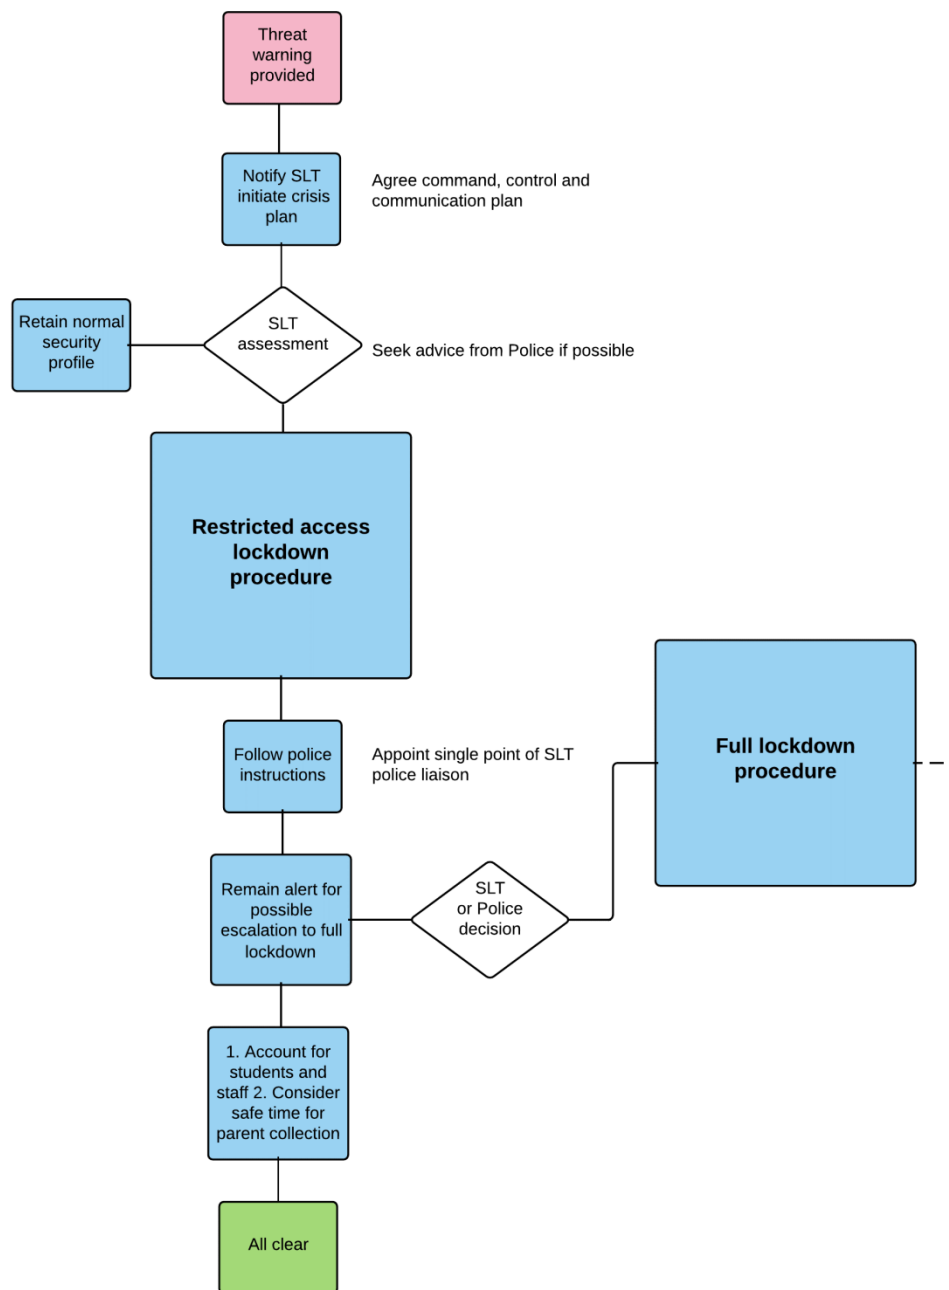 Threat
warning
provided
Notify SLT
initiate crisis
plan
Agree command, control and
communication plan
Retain normal
security
profile
SLT
assessment
Seek advice from Police if possible
Restricted access
lockdown
procedure
Follow police
instructions
Appoint single point of SLT
police liaison
Full lockdown
procedure
Remain alert for
possible
escalation to full
lockdown
SLT
or Police
decision
1. Account for
students and
staff 2. Consider
safe time for
parent collection
All clear